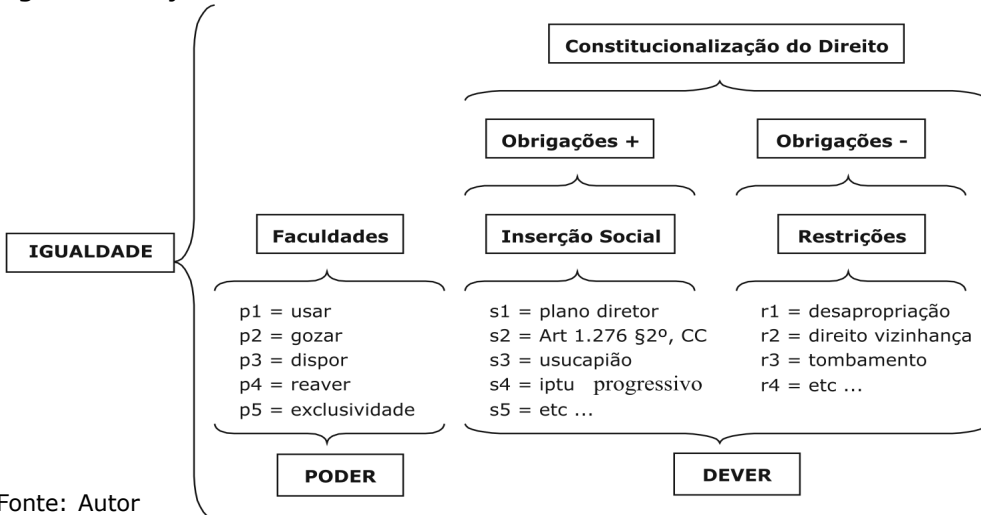 Constitucionalização do Direito
Obrigações +
Obrigações -
IGUALDADE
Faculdades
Inserção Social
Restrições
p1 = usar
p2 = gozar
p3 = dispor
p4 = reaver
p5 = exclusividade
s1 = plano diretor
s2 = Art 1.276 §2º, CC
s3 = usucapião
s4 = iptu progressivo
s5 = etc ...
r1 = desapropriação
r2 = direito vizinhança
r3 = tombamento
r4 = etc ...
PODER
DEVER
Fonte: Autor